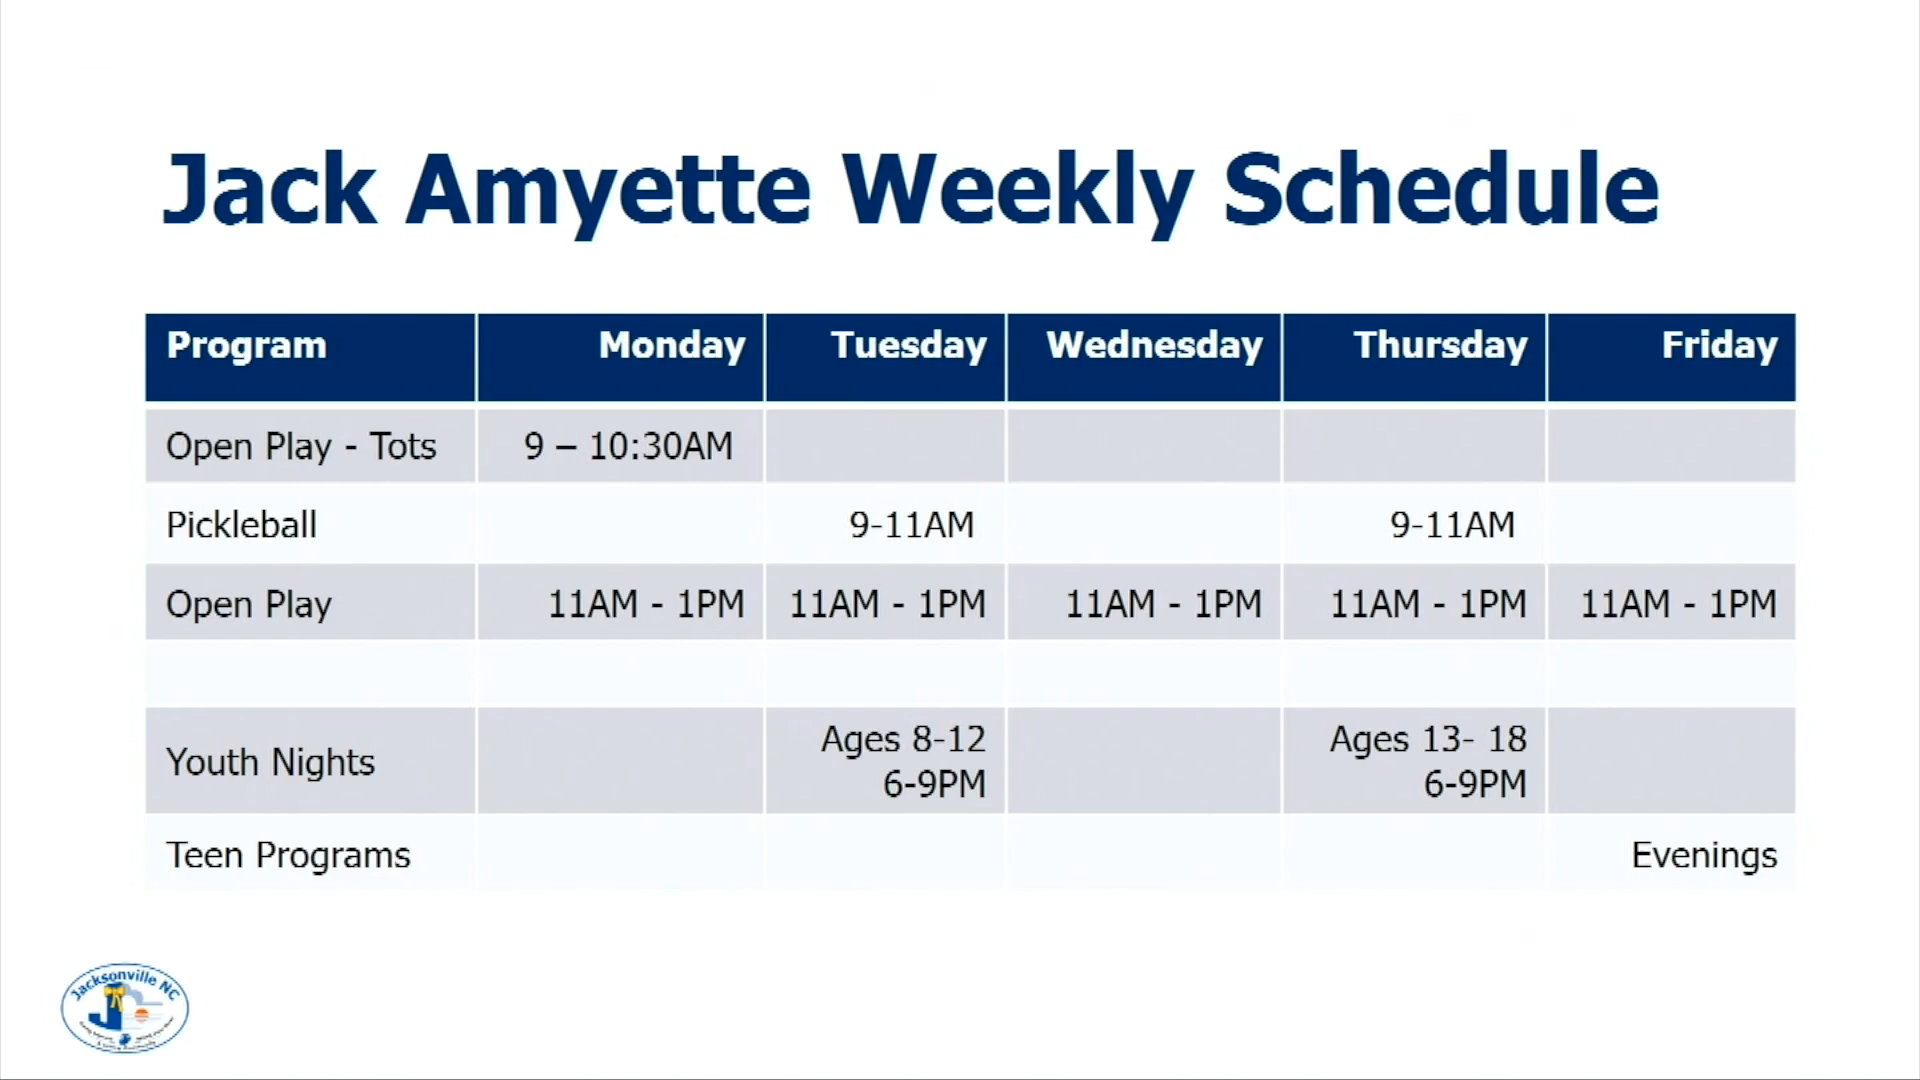 Jack Amyette Weekly Schedule
Program Monday Tuesday Wednesday Thursday Friday
Open Play - Tots 9 – 10:30AM
Pickleball 9-11AM 9-11AM
Open Play 11AM - 1PM 11AM - 1PM 11AM - 1PM 11AM - 1PM 11AM - 1PM
Youth Nights Ages 8-12 6-9PM Ages 13- 18 6-9PM
Teen Programs Evenings
Jacksonville NC